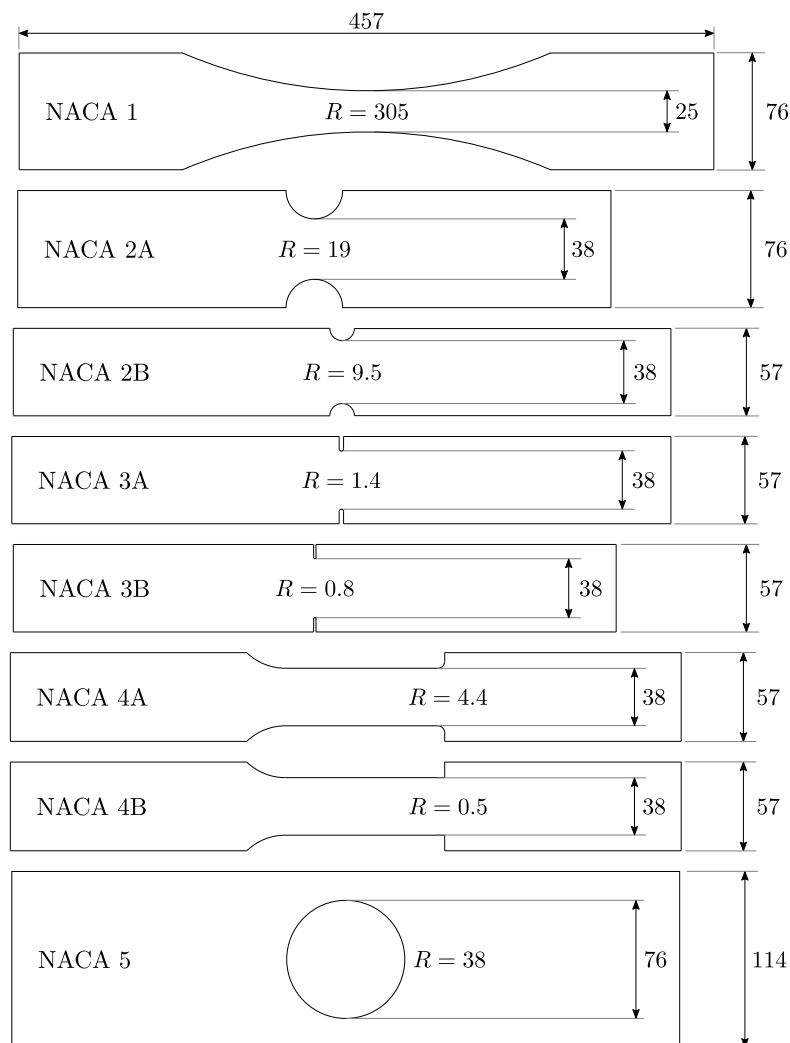 457
NACA 1 R = 305 25 76
NACA 2A R = 19 38 76
NACA 2B R = 9.5 38 57
NACA 3A R = 1.4 38 57
NACA 3B R = 0.8 38 57
NACA 4A R = 4.4 38 57
NACA 4B R = 0.5 38 57
NACA 5 R = 38 76 114